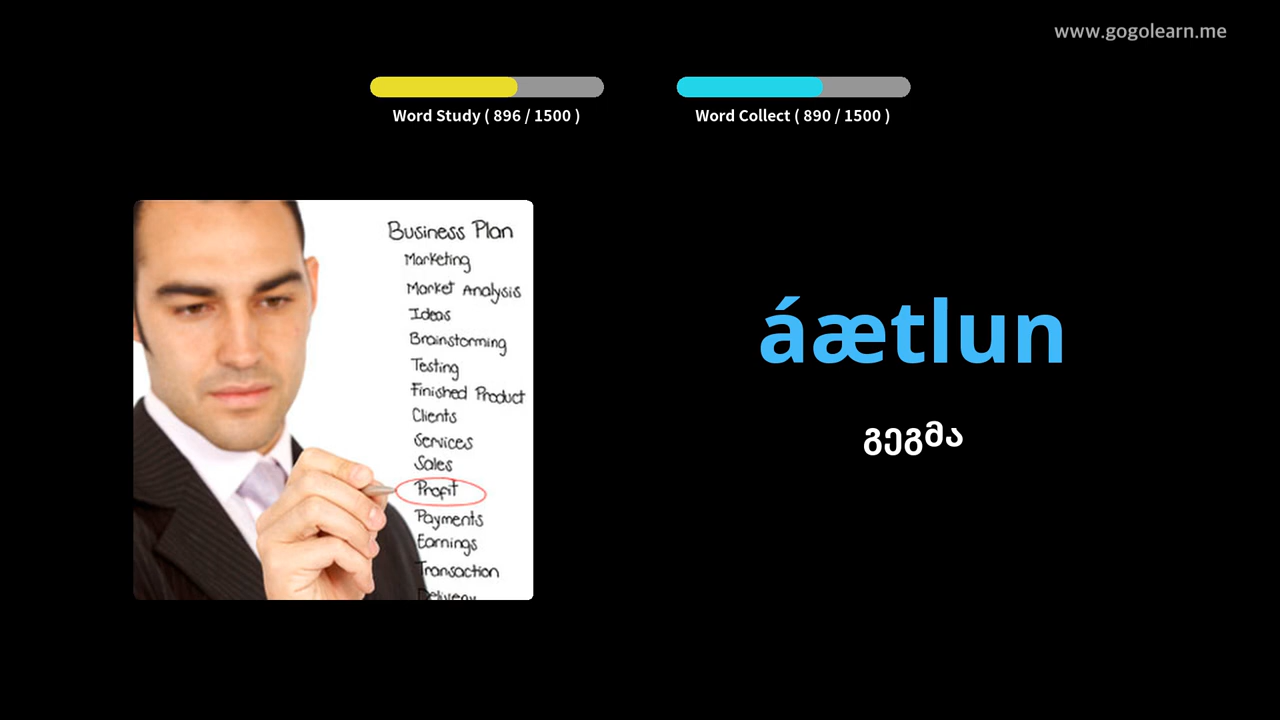 www.gogolearn.me
Word Study ( 896 / 1500 )
Word Collect ( 890 / 1500 )
Business Plan
Marketing
Market Analysis
Ideas
Brainstorming
Testing
Finished Product
Clients
Services
Sales
Profit
Payments
Earnings
Transaction
Delivery
áætlun
გეგმა